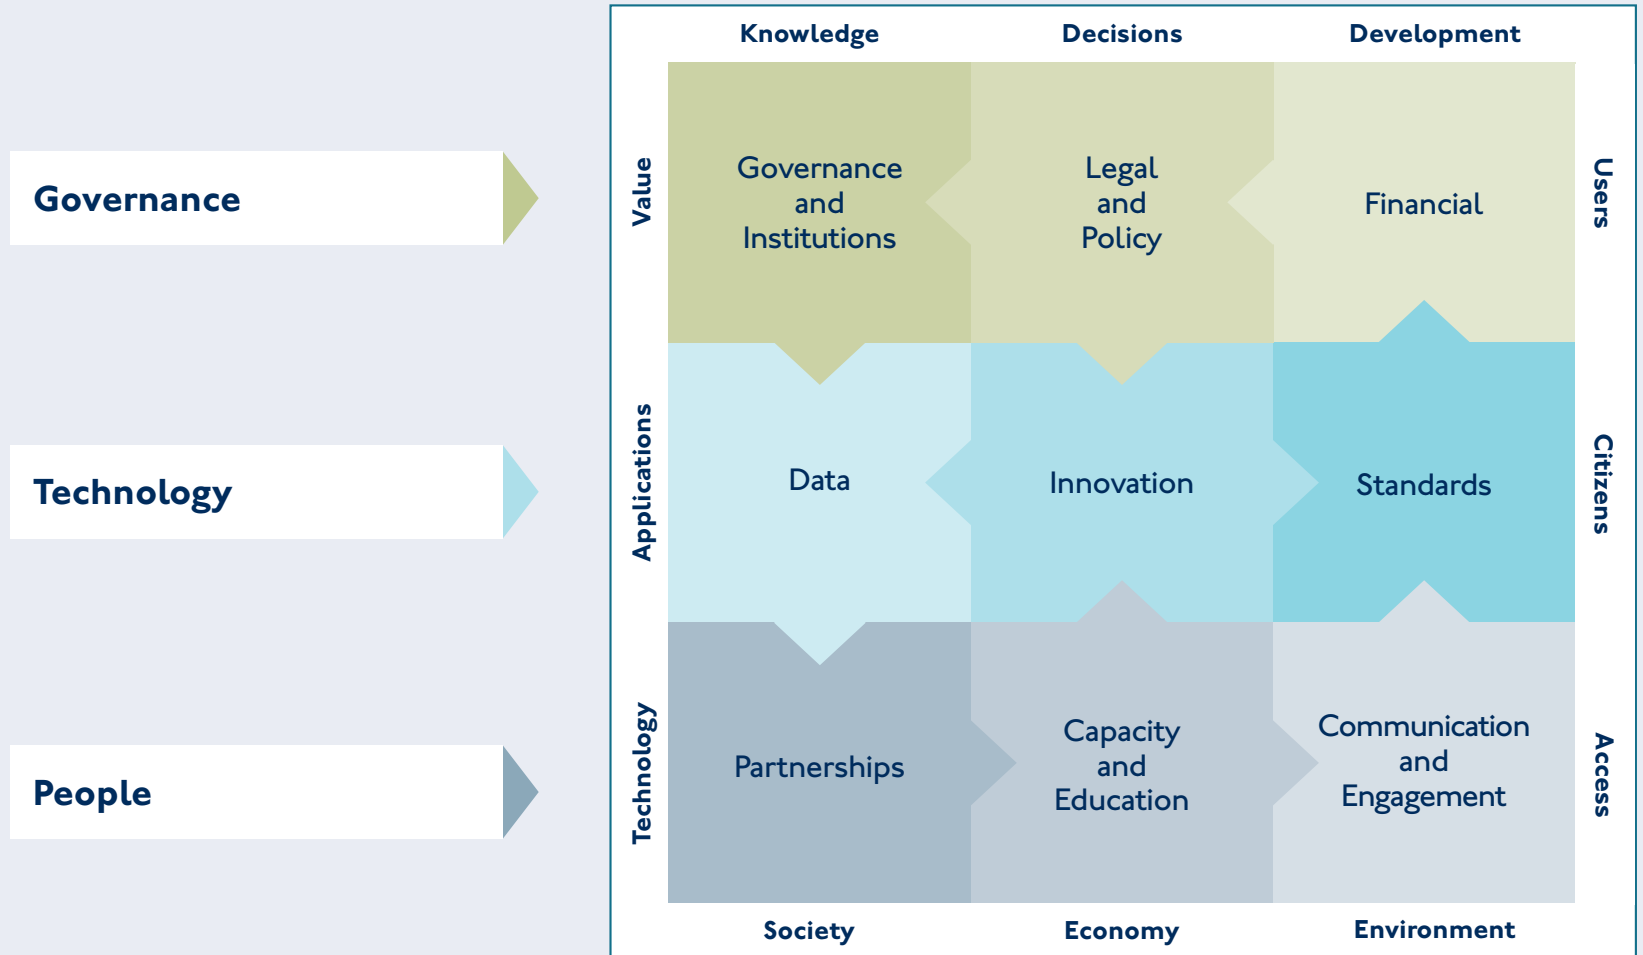 Knowledge
Decisions
Development
Governance
Value
Governance
and
Institutions
Legal
and
Policy
Financial
Users
Technology
Applications
Data
Innovation
Standards
Citizens
People
Technology
Partnerships
Capacity
and
Education
Communication
and
Engagement
Access
Society
Economy
Environment